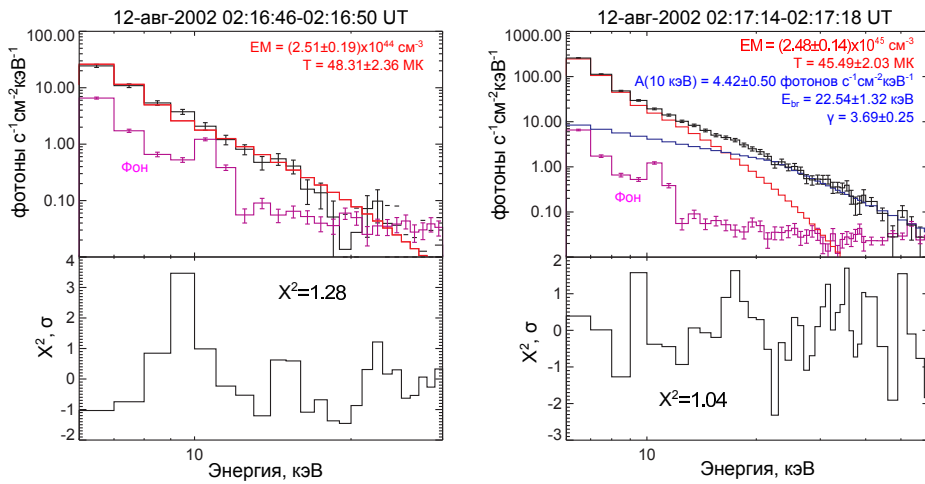 12-авг-2002 02:16:46-02:16:50 UT
100.00
10.00
1.00
0.10
фотоны с⁻¹см⁻²кэВ⁻¹
EM = (2.51±0.19)x10⁴⁴ см⁻³
T = 48.31±2.36 МК
Фон
4
3
2
1
0
-1
-2
X², σ
X²=1.28
10
Энергия, кэВ
12-авг-2002 02:17:14-02:17:18 UT
1000.00
100.00
10.00
1.00
0.10
фотоны с⁻¹см⁻²кэВ⁻¹
EM = (2.48±0.14)x10⁴⁵ см⁻³
T = 45.49±2.03 МК
A(10 кэВ) = 4.42±0.50 фотонов с⁻¹см⁻²кэВ⁻¹
E_br = 22.54±1.32 кэВ
γ = 3.69±0.25
Фон
2
1
0
-1
-2
-3
X², σ
X²=1.04
10
Энергия, кэВ